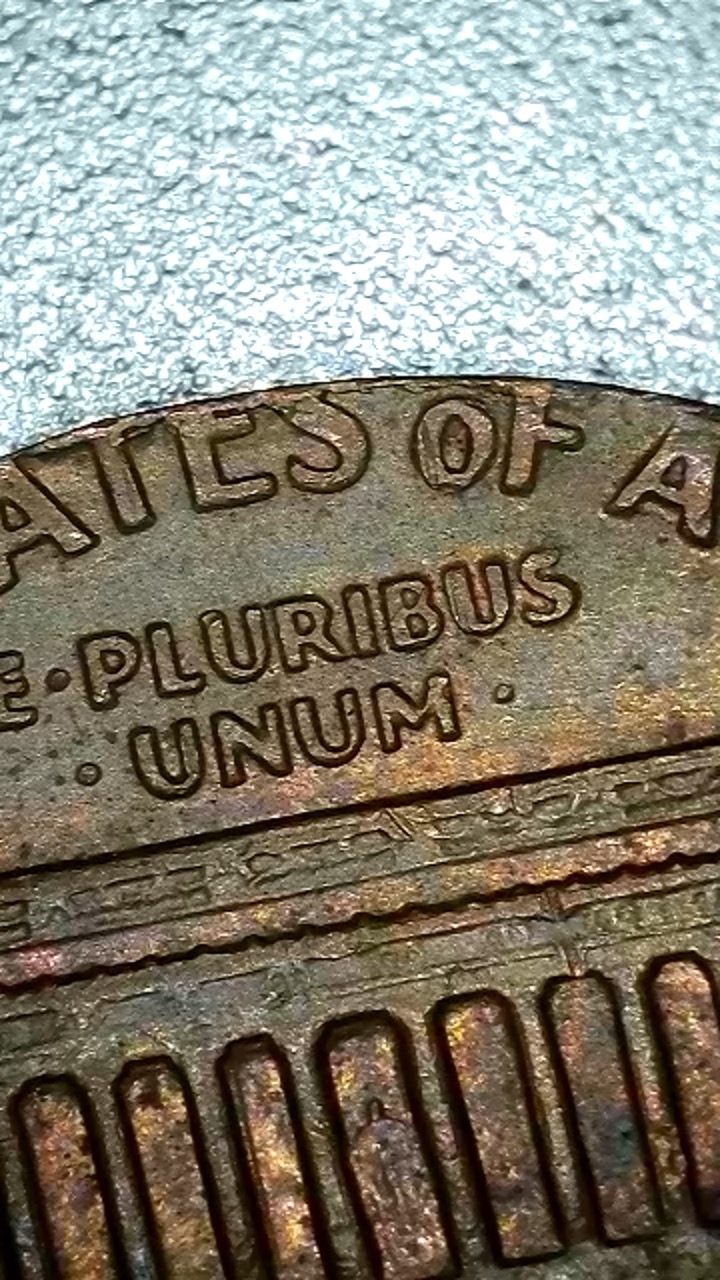 ATES OF A
E·PLURIBUS
·UNUM·